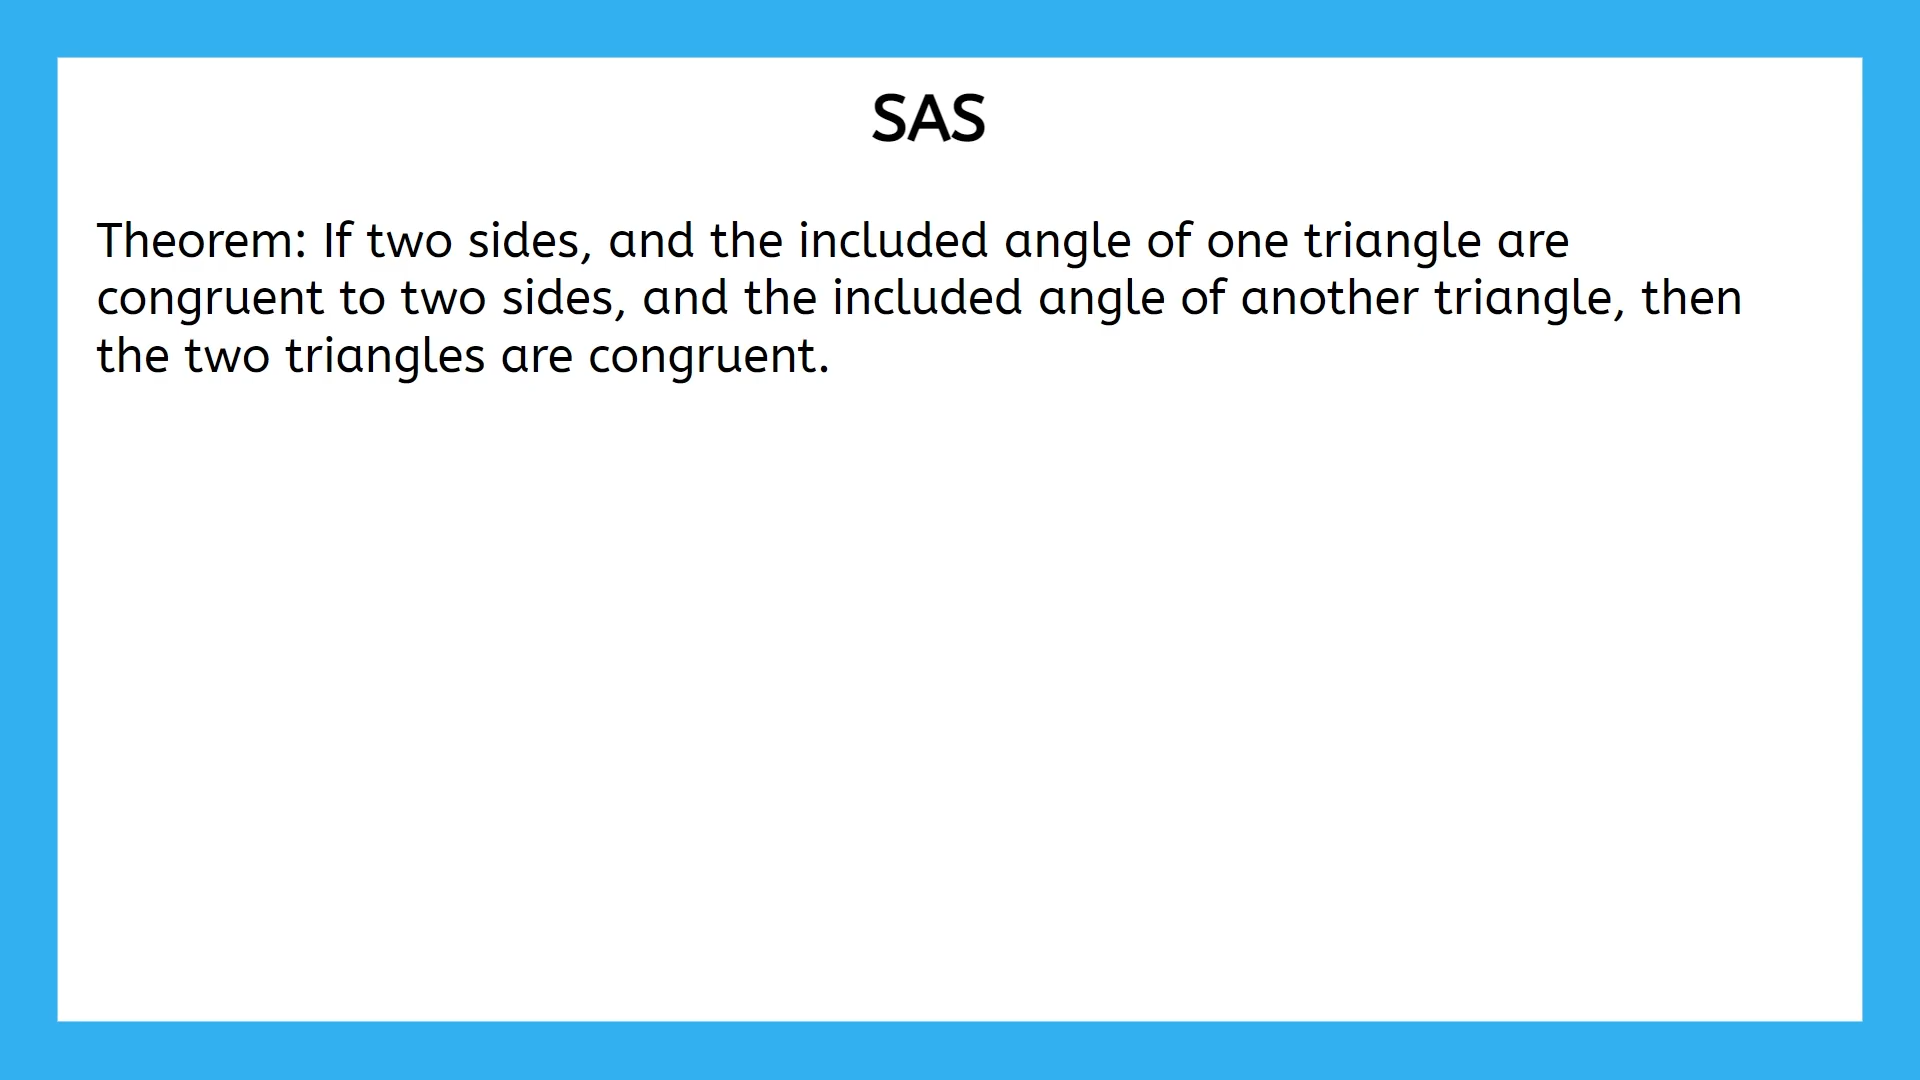 SAS
Theorem: If two sides, and the included angle of one triangle are
congruent to two sides, and the included angle of another triangle, then
the two triangles are congruent.